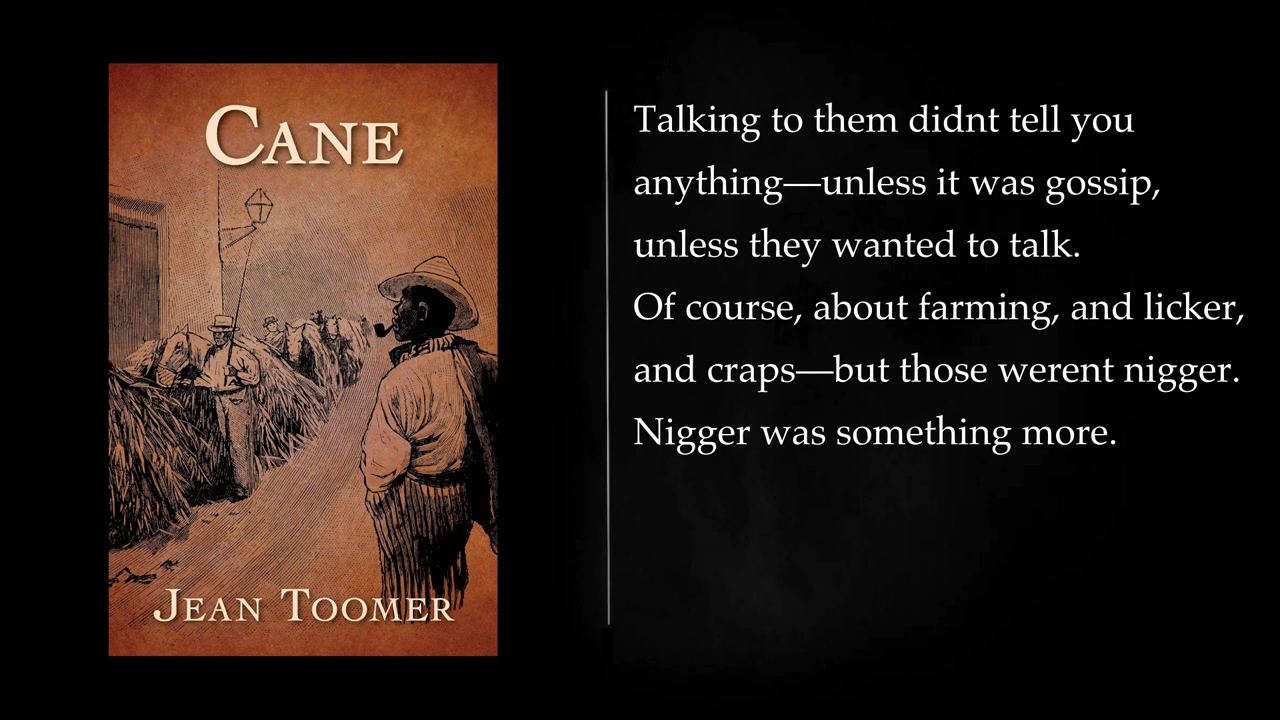 CANE
JEAN TOOMER
Talking to them didnt tell you
anything—unless it was gossip,
unless they wanted to talk.
Of course, about farming, and licker,
and craps—but those werent nigger.
Nigger was something more.